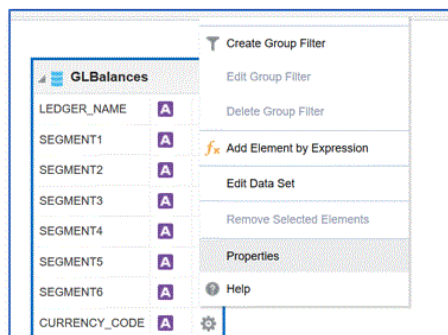 GLBalances
LEDGER_NAME A
SEGMENT1 A
SEGMENT2 A
SEGMENT3 A
SEGMENT4 A
SEGMENT5 A
SEGMENT6 A
CURRENCY_CODE A
Create Group Filter
Edit Group Filter
Delete Group Filter
fx Add Element by Expression
Edit Data Set
Remove Selected Elements
Properties
? Help